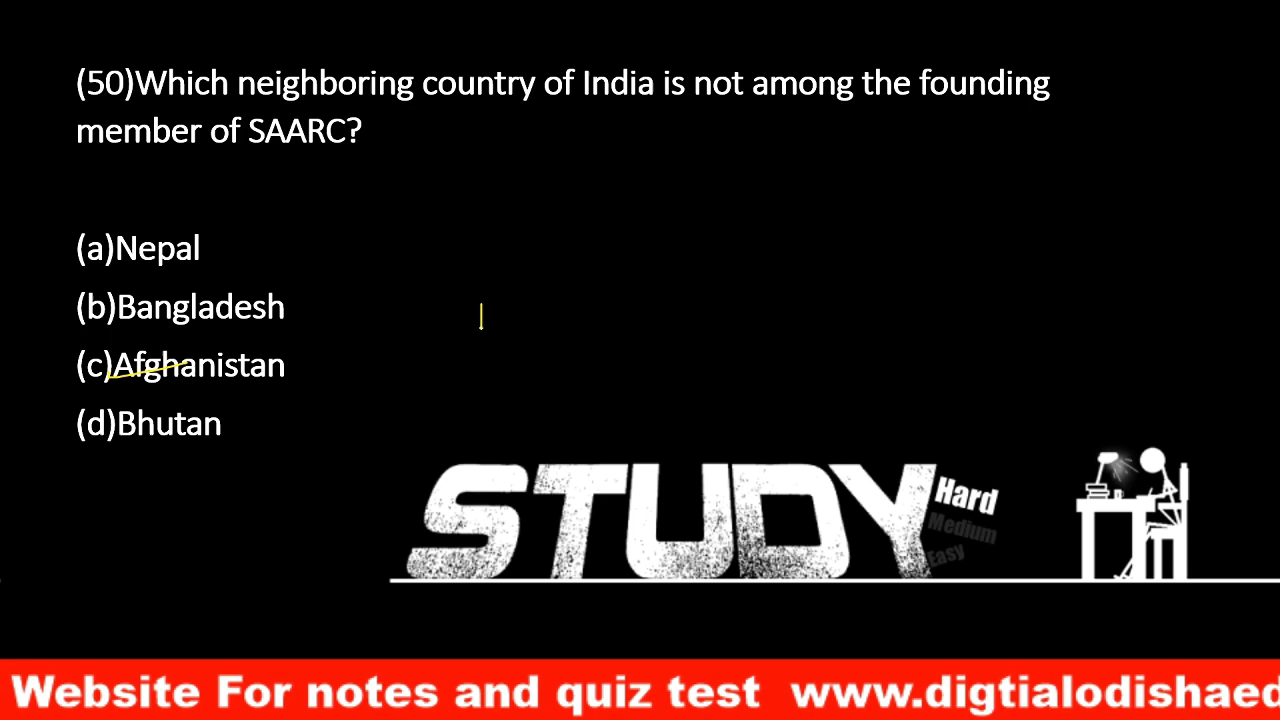 (50)Which neighboring country of India is not among the founding
member of SAARC?
(a)Nepal
(b)Bangladesh
(c)Afghanistan
(d)Bhutan
STUDY
Hard
Medium
Easy
Website For notes and quiz test www.digtialodishaed